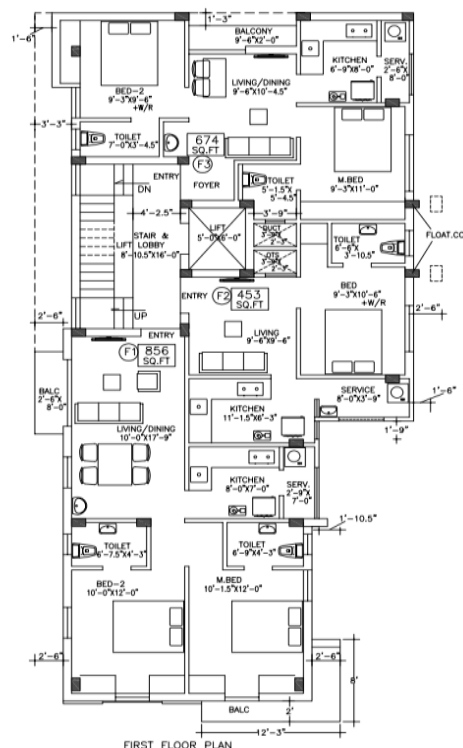 1'-3"
1'-6"
BALCONY
9'-6"X2'-0"
KITCHEN
6'-9"X8'-0"
SERV.
2'-6"X
8'-0"
BED-2
9'-3"X9'-6"
+W/R
LIVING/DINING
9'-6"X10'-4.5"
3'-3"
TOILET
7'-0"X3'-4.5"
674
SQ.FT
F3
ENTRY
FOYER
TOILET
5'-1.5"X
5'-4.5"
M.BED
9'-3"X11'-0"
DN
4'-2.5"
3'-9"
STAIR &
LIFT LOBBY
8'-10.5"X16'-0"
LIFT
5'-0"X6'-0"
DUCT
2'-3"
OTS
2'-3"
TOILET
6'-6"X
3'-10.5"
FLOAT.CO
ENTRY
F2
453
SQ.FT
BED
9'-3"X10'-6"
+W/R
2'-6"
UP
2'-6"
LIVING
9'-6"X9'-6"
ENTRY
F1
856
SQ.FT
BALC
2'-6"X
8'-0"
SERVICE
8'-0"X3'-9"
1'-6"
1'-9"
KITCHEN
11'-1.5"X6'-3"
LIVING/DINING
10'-0"X17'-9"
KITCHEN
8'-0"X7'-0"
SERV.
2'-9"X
7'-0"
1'-10.5"
TOILET
6'-7.5"X4'-3"
TOILET
6'-9"X4'-3"
BED-2
10'-0"X12'-0"
M.BED
10'-1.5"X12'-0"
2'-6"
2'-6"
8'
BALC
2'
12'-3"
FIRST FLOOR PLAN